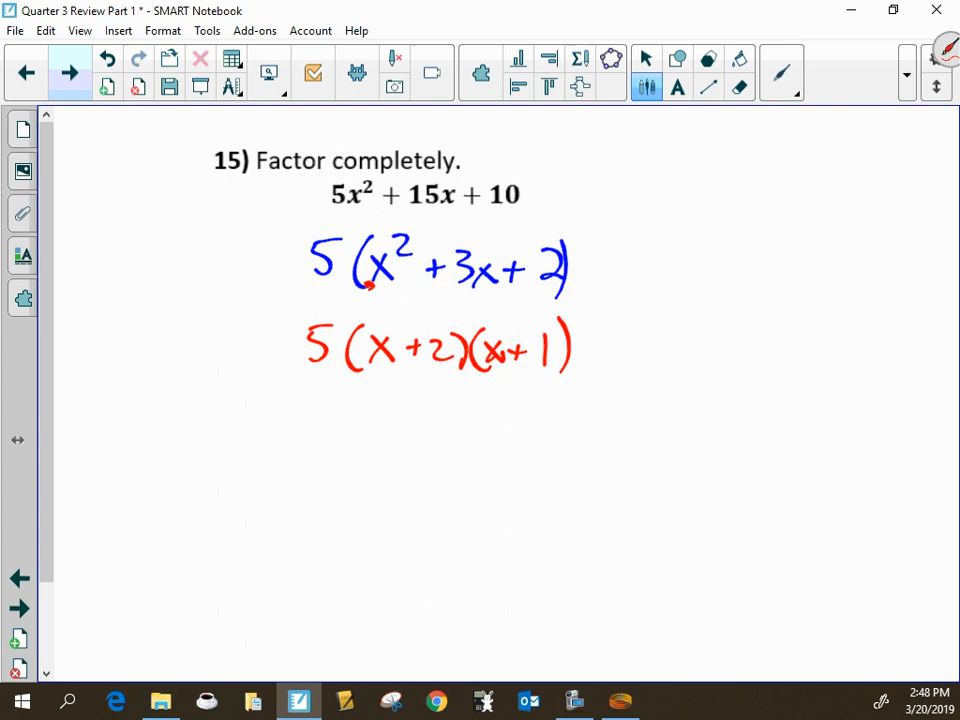 Quarter 3 Review Part 1 * - SMART Notebook
File Edit View Insert Format Tools Draw Add-ons Account Help
15) Factor completely.
5x² + 15x + 10
5(x² + 3x + 2)
5(x + 2)(x + 1)
2:48 PM
3/20/2019